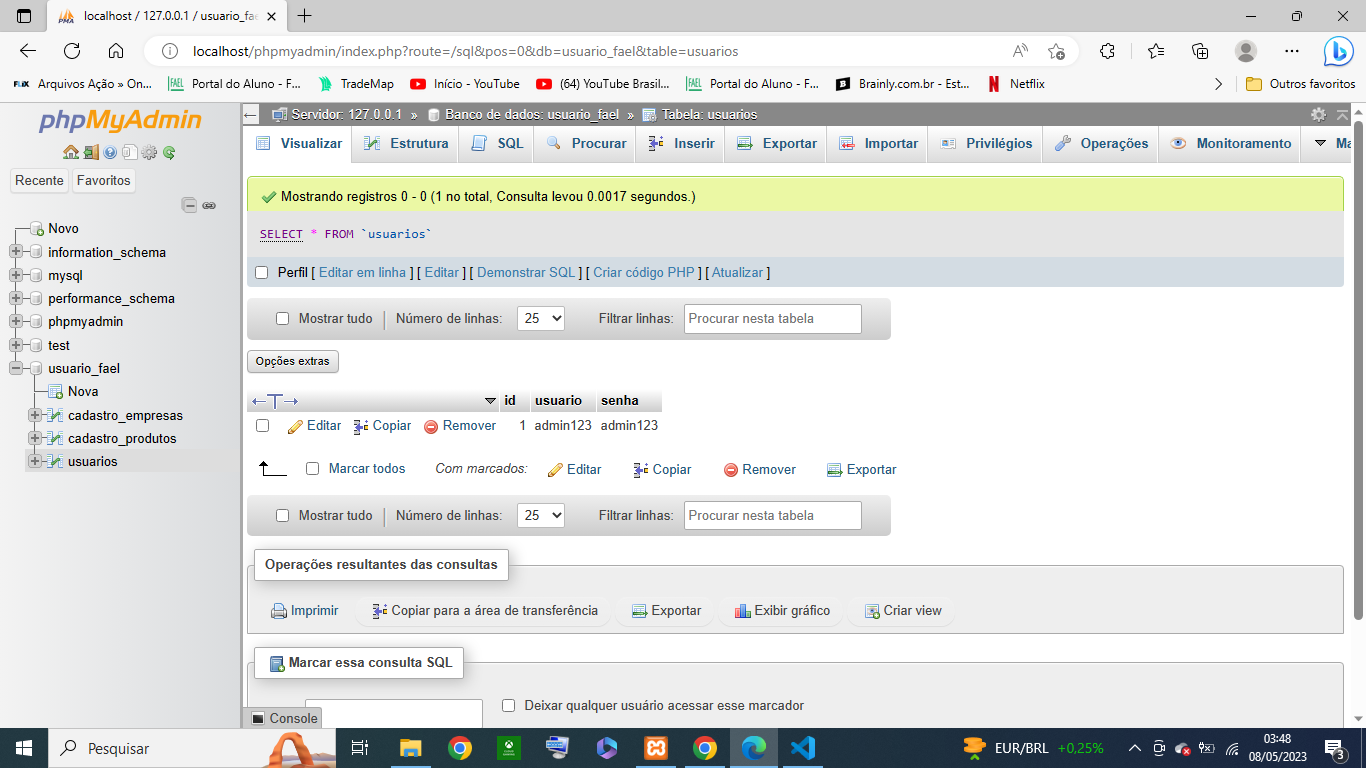 localhost / 127.0.0.1 / usuario_fae
localhost/phpmyadmin/index.php?route=/sql&pos=0&db=usuario_fael&table=usuarios
Arquivos Ação » On... Portal do Aluno - F... TradeMap Início - YouTube (64) YouTube Brasil... Portal do Aluno - F... Brainly.com.br - Est... Netflix Outros favoritos
phpMyAdmin
Recente Favoritos
Novo
information_schema
mysql
performance_schema
phpmyadmin
test
usuario_fael
Nova
cadastro_empresas
cadastro_produtos
usuarios
Servidor: 127.0.0.1 » Banco de dados: usuario_fael » Tabela: usuarios
Visualizar Estrutura SQL Procurar Inserir Exportar Importar Privilégios Operações Monitoramento Ma
Mostrando registros 0 - 0 (1 no total, Consulta levou 0.0017 segundos.)
SELECT * FROM `usuarios`
Perfil [ Editar em linha ] [ Editar ] [ Demonstrar SQL ] [ Criar código PHP ] [ Atualizar ]
Mostrar tudo Número de linhas: 25 Filtrar linhas: Procurar nesta tabela
Opções extras
←T→ id usuario senha
Editar Copiar Remover 1 admin123 admin123
Marcar todos Com marcados: Editar Copiar Remover Exportar
Mostrar tudo Número de linhas: 25 Filtrar linhas: Procurar nesta tabela
Operações resultantes das consultas
Imprimir Copiar para a área de transferência Exportar Exibir gráfico Criar view
Marcar essa consulta SQL
Deixar qualquer usuário acessar esse marcador
Console
Pesquisar
EUR/BRL +0,25%
03:48
08/05/2023
3